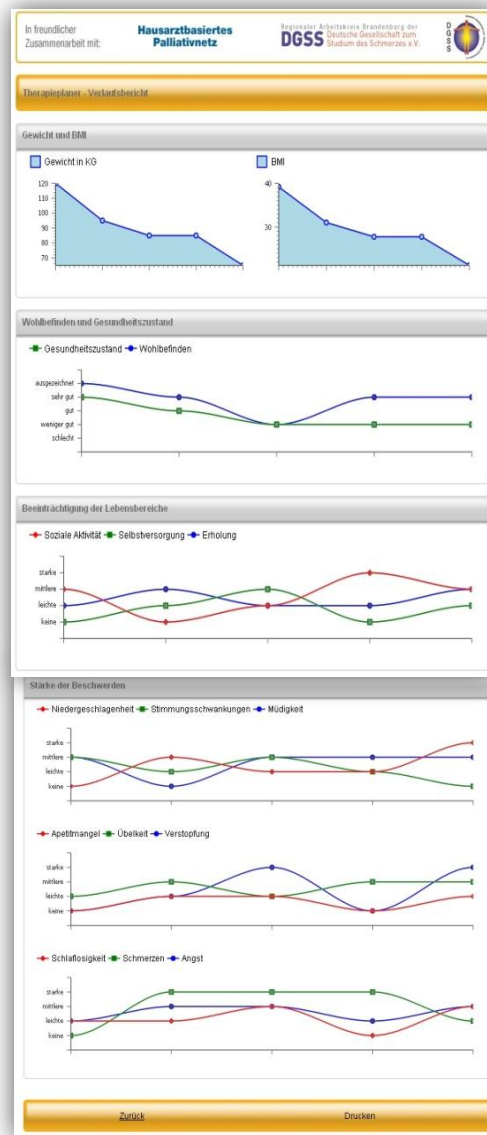 In freundlicher
Zusammenarbeit mit:
Hausarztbasiertes
Palliativnetz
Regionaler Arbeitskreis Brandenburg der
DGSS Deutsche Gesellschaft zum
Studium des Schmerzes e.V.
DGSS
Therapieplaner - Verlaufsbericht
Gewicht und BMI
Gewicht in KG
120
110
100
90
80
70
BMI
40
30
Wohlbefinden und Gesundheitszustand
Gesundheitszustand Wohlbefinden
ausgezeichnet
sehr gut
gut
weniger gut
schlecht
Beeinträchtigung der Lebensbereiche
Soziale Aktivität Selbstversorgung Erholung
starke
mittlere
leichte
keine
Stärke der Beschwerden
Niedergeschlagenheit Stimmungsschwankungen Müdigkeit
starke
mittlere
leichte
keine
Apetitmangel Übelkeit Verstopfung
starke
mittlere
leichte
keine
Schlaflosigkeit Schmerzen Angst
starke
mittlere
leichte
keine
Zurück Drucken